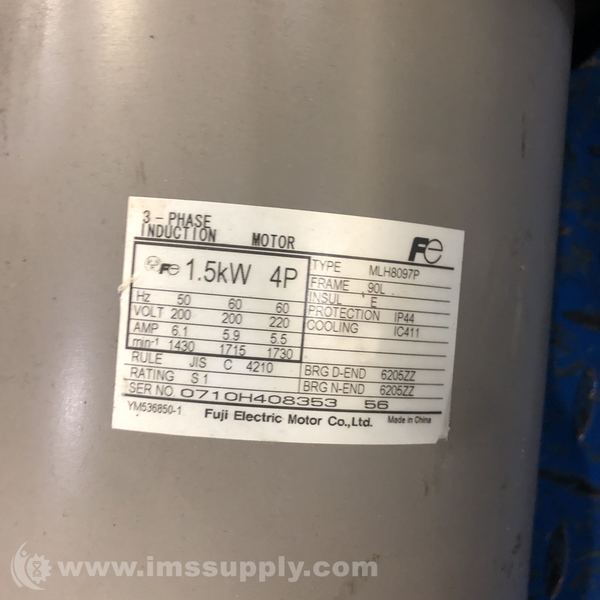 3-PHASE
INDUCTION MOTOR
Fe
Fe 1.5kW 4P
Hz 50 60 60
VOLT 200 200 220
AMP 6.1 5.9 5.5
min-1 1430 1715 1730
RULE JIS C 4210
RATING S1
SER NO. 0710H408353 56
TYPE MLH8097P
FRAME 90L
INSUL E
PROTECTION IP44
COOLING IC411
BRG D-END 6205ZZ
BRG N-END 6205ZZ
YM536850-1 Fuji Electric Motor Co.,Ltd. Made in China
www.imssupply.com